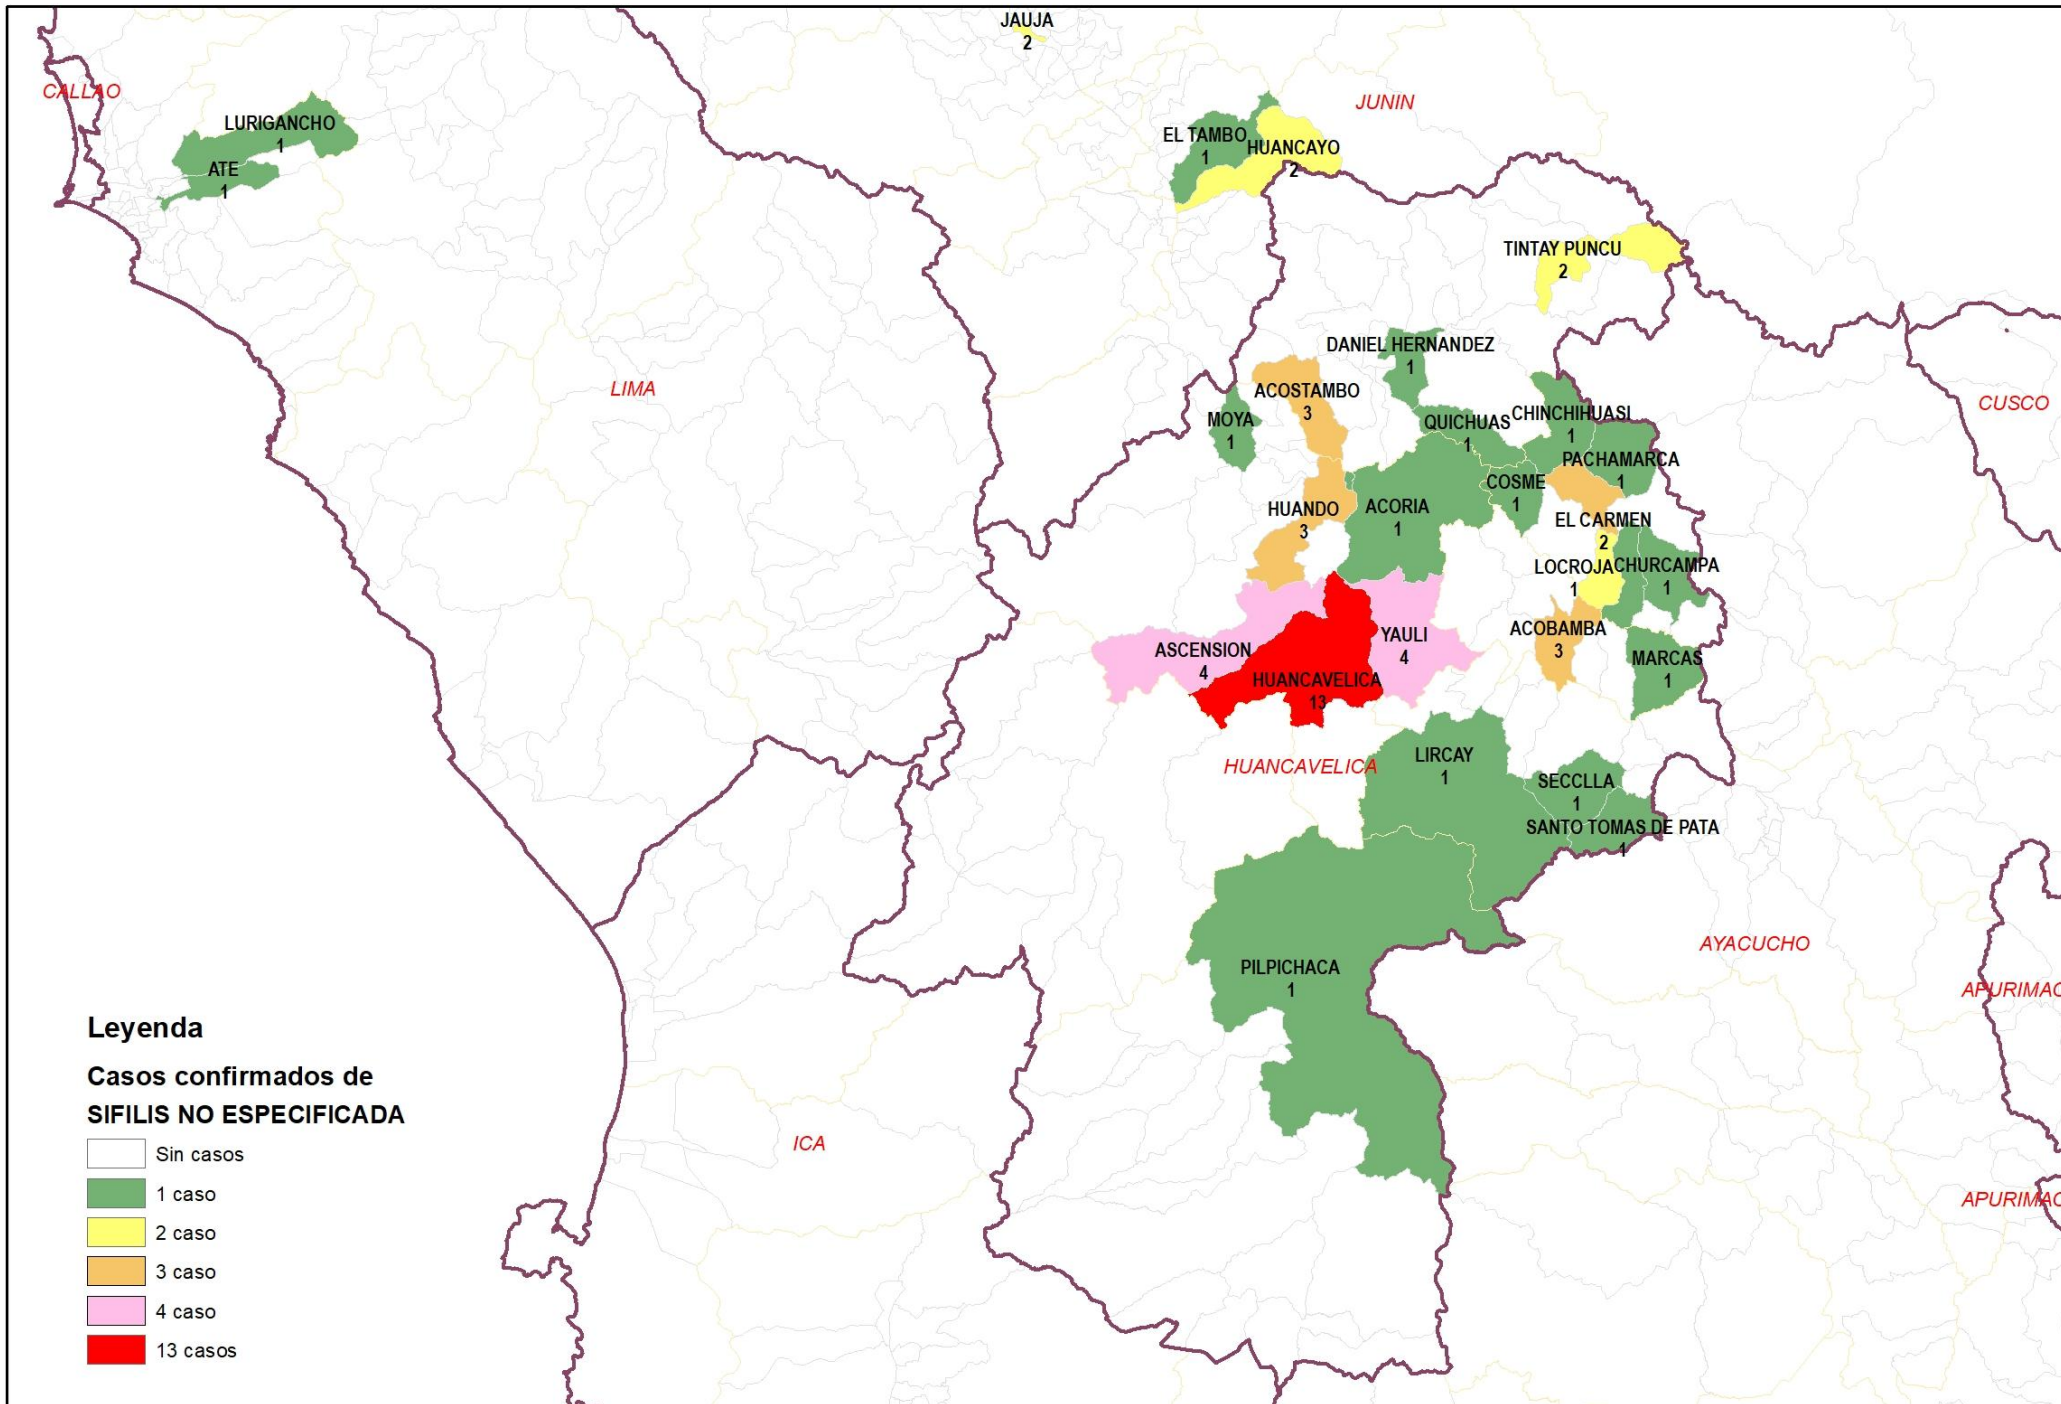 JAUJA
2
CALLAO
JUNIN
LURIGANCHO
1
EL TAMBO
1
HUANCAYO
2
ATE
1
TINTAY PUNCU
2
DANIEL HERNANDEZ
1
LIMA
ACOSTAMBO
3
CUSCO
MOYA
1
QUICHUAS
1
CHINCHIHUASI
1
PACHAMARCA
1
COSME
1
HUANDO
3
ACORIA
1
EL CARMEN
2
LOCROJA
1
CHURCAMPA
1
ACOBAMBA
3
YAULI
4
ASCENSION
4
MARCAS
1
HUANCAVELICA
13
HUANCAVELICA
LIRCAY
1
SECCLLA
1
SANTO TOMAS DE PATA
1
AYACUCHO
PILPICHACA
1
APURIMAC
ICA
APURIMAC
Leyenda
Casos confirmados de
SIFILIS NO ESPECIFICADA
Sin casos
1 caso
2 caso
3 caso
4 caso
13 casos